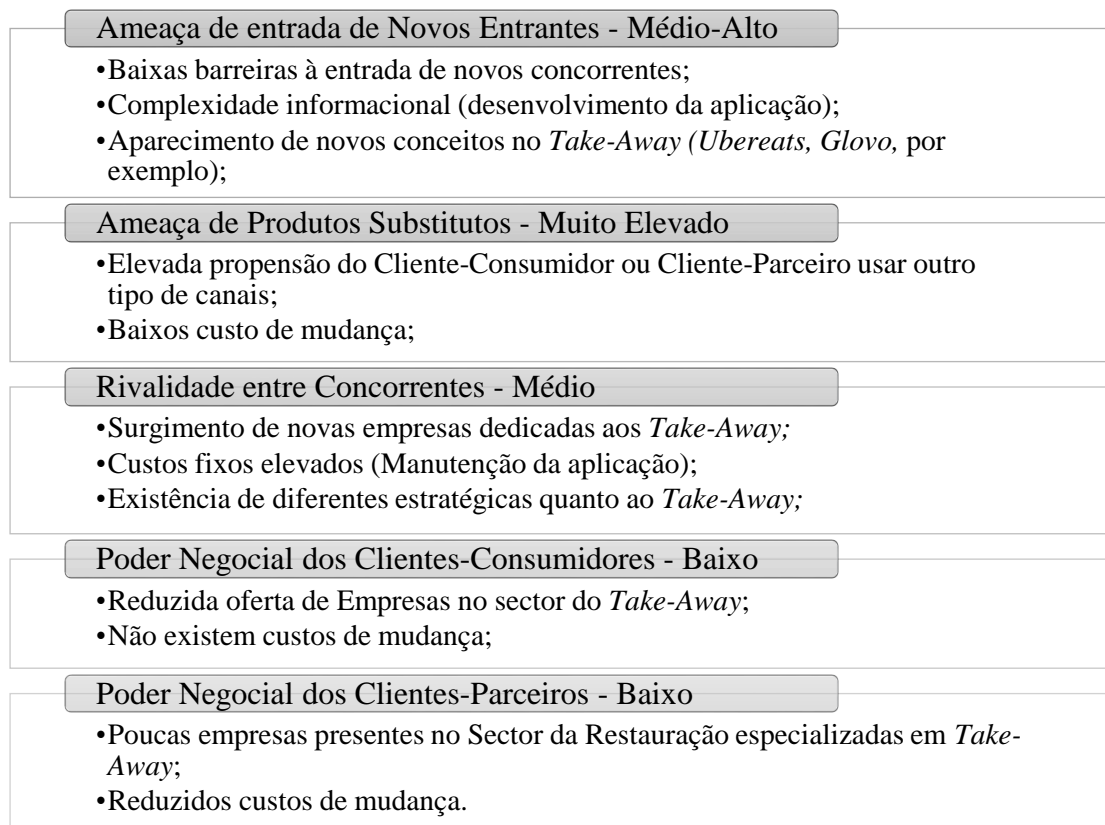 Ameaça de entrada de Novos Entrantes - Médio-Alto
•Baixas barreiras à entrada de novos concorrentes;
•Complexidade informacional (desenvolvimento da aplicação);
•Aparecimento de novos conceitos no Take-Away (Ubereats, Glovo, por
exemplo);
Ameaça de Produtos Substitutos - Muito Elevado
•Elevada propensão do Cliente-Consumidor ou Cliente-Parceiro usar outro
tipo de canais;
•Baixos custo de mudança;
Rivalidade entre Concorrentes - Médio
•Surgimento de novas empresas dedicadas aos Take-Away;
•Custos fixos elevados (Manutenção da aplicação);
•Existência de diferentes estratégicas quanto ao Take-Away;
Poder Negocial dos Clientes-Consumidores - Baixo
•Reduzida oferta de Empresas no sector do Take-Away;
•Não existem custos de mudança;
Poder Negocial dos Clientes-Parceiros - Baixo
•Poucas empresas presentes no Sector da Restauração especializadas em Take-
Away;
•Reduzidos custos de mudança.